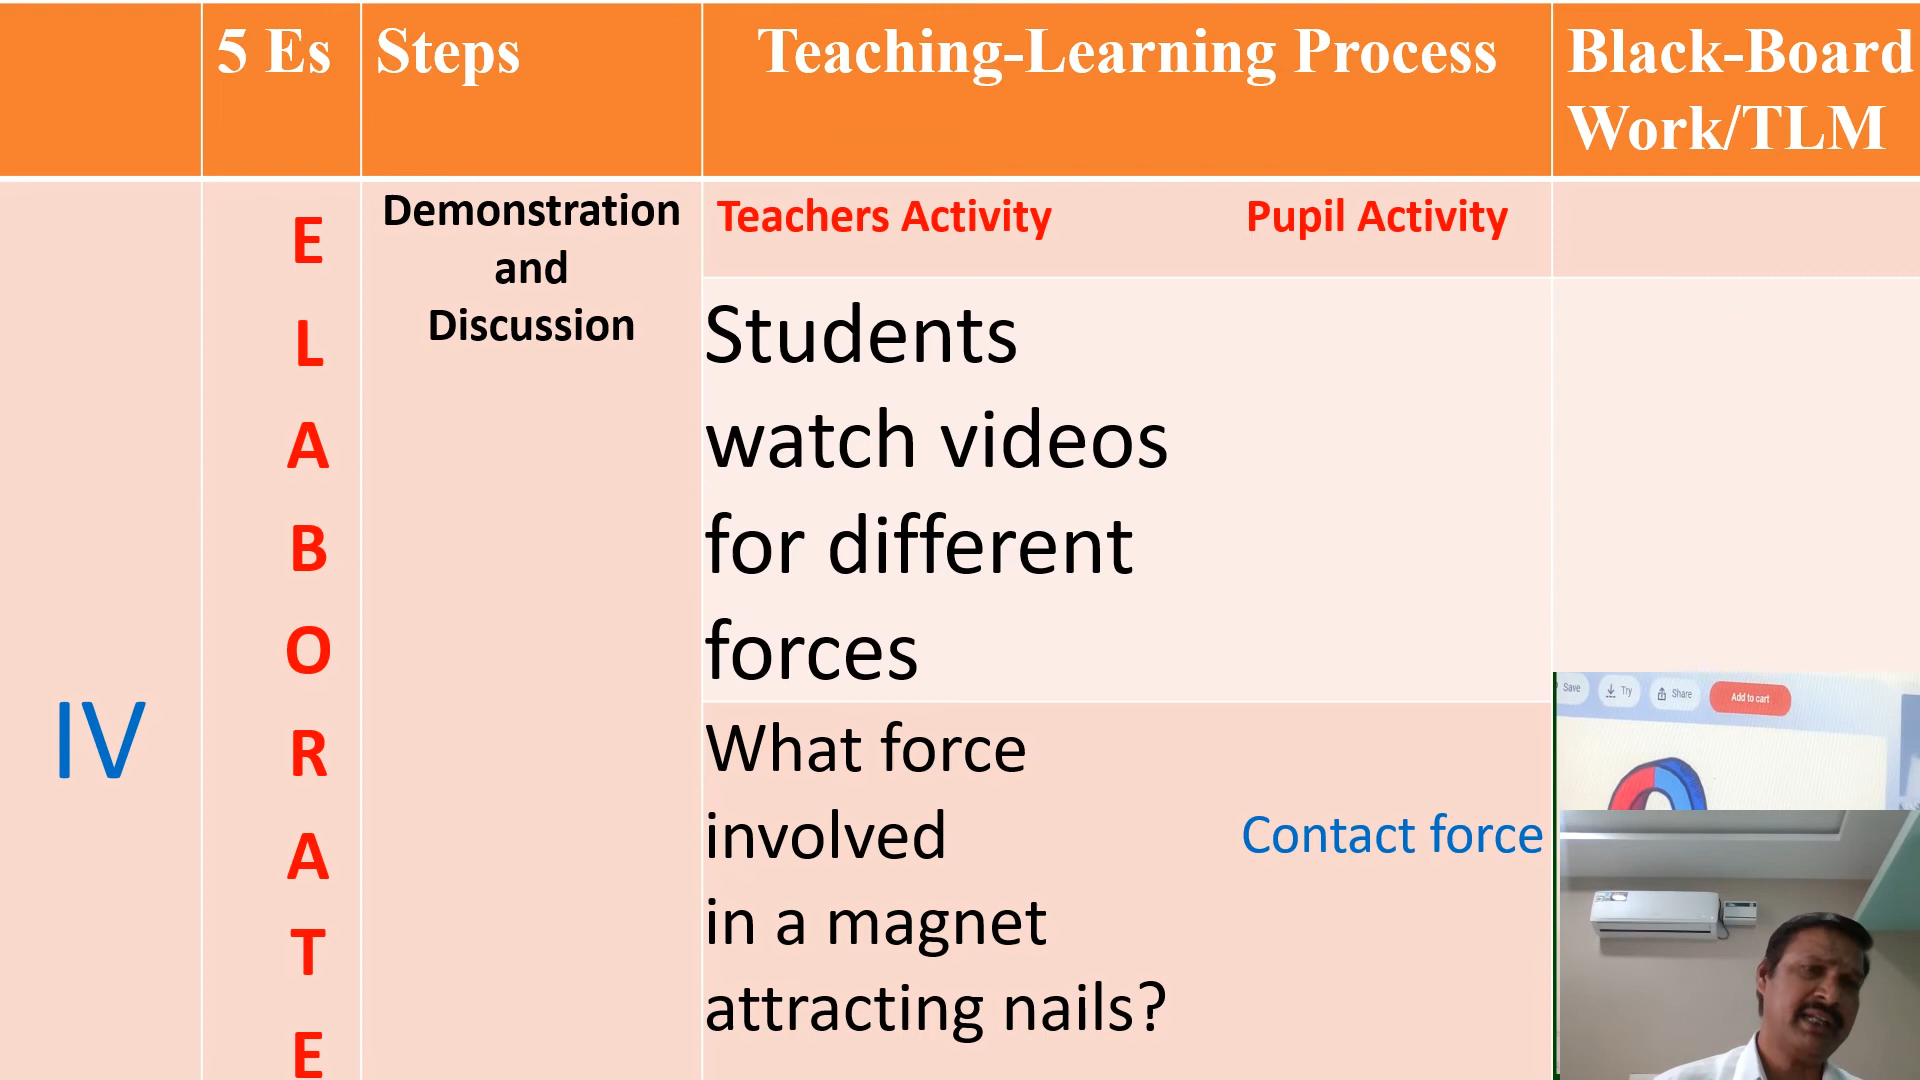 5 Es
Steps
Teaching-Learning Process
Black-Board
Work/TLM
IV
E
L
A
B
O
R
A
T
E
Demonstration
and
Discussion
Teachers Activity
Pupil Activity
Students
watch videos
for different
forces
What force
involved
in a magnet
attracting nails?
Contact force
Save
Try
Share
Add to cart